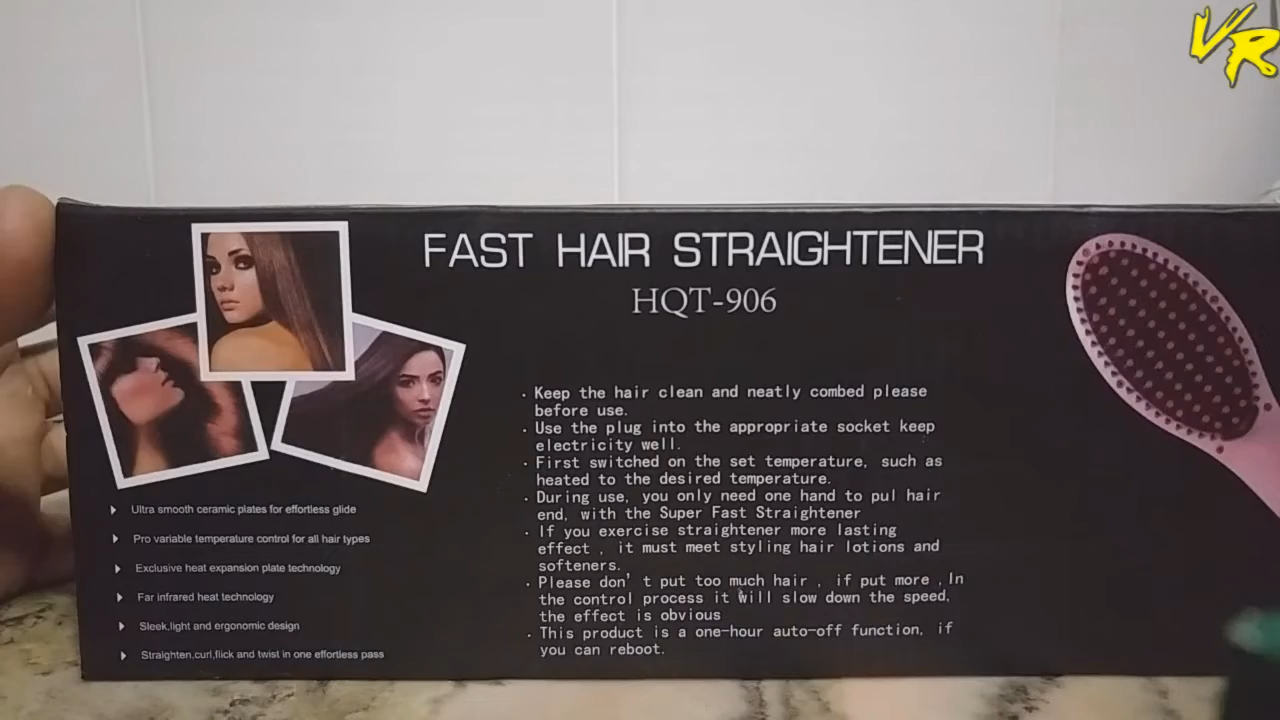 VR
FAST HAIR STRAIGHTENER
HQT-906
· Keep the hair clean and neatly combed please
before use.
· Use the plug into the appropriate socket keep
electricity well.
· First switched on the set temperature, such as
heated to the desired temperature.
· During use, you only need one hand to pul hair
end, with the Super Fast Straightener
· If you exercise straightener more lasting
effect , it must meet styling hair lotions and
softeners.
· Please don't put too much hair , if put more ,In
the control process it will slow down the speed,
the effect is obvious
· This product is a one-hour auto-off function, if
you can reboot.
Ultra smooth ceramic plates for effortless glide
Pro variable temperature control for all hair types
Exclusive heat expansion plate technology
Far infrared heat technology
Sleek,light and ergonomic design
Straighten,curl,flick and twist in one effortless pass